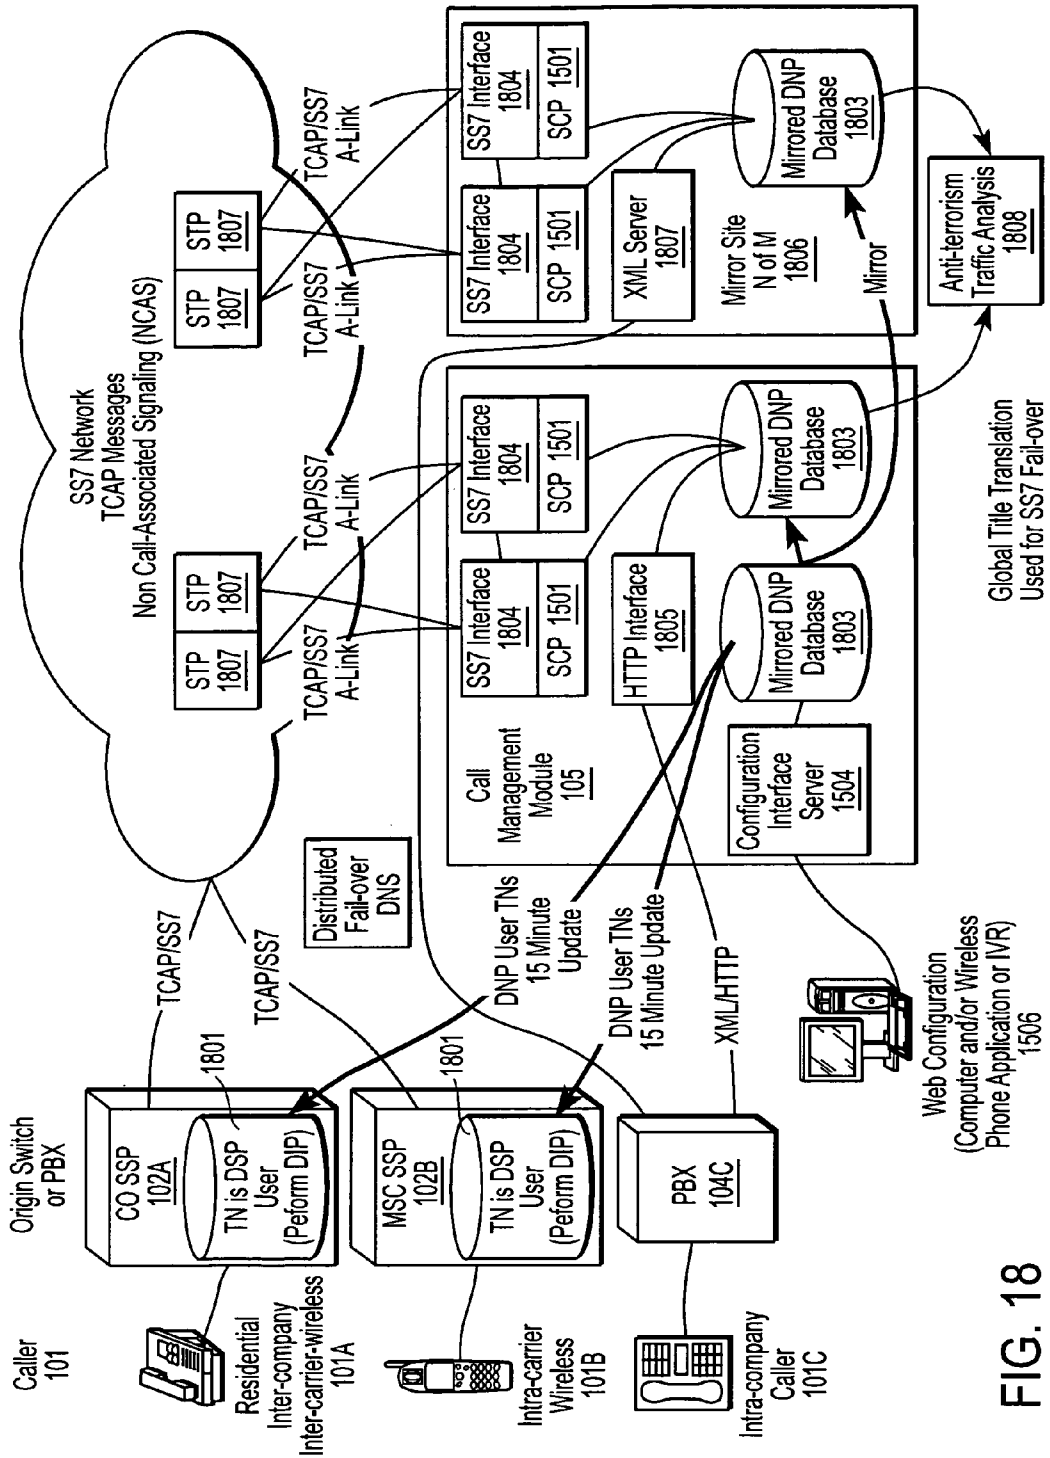 Caller
101
Origin Switch
or PBX
SS7 Network
TCAP Messages
Non Call-Associated Signaling (NCAS)
STP
1807
STP
1807
STP
1807
STP
1807
TCAP/SS7
TCAP/SS7
TCAP/SS7
A-Link
TCAP/SS7
A-Link
TCAP/SS7
A-Link
TCAP/SS7
A-Link
CO SSP
102A
1801
TN is DSP
User
(Peform DIP)
Residential
Inter-company
Inter-carrier-wireless
101A
Distributed
Fail-over
DNS
MSC SSP
102B
1801
TN is DSP
User
(Peform DIP)
Intra-carrier
Wireless
101B
DNP User TNs
15 Minute
Update
DNP User TNs
15 Minute Update
PBX
104C
Intra-company
Caller
101C
XML/HTTP
Call
Management
Module
105
SS7 Interface
1804
SCP 1501
SS7 Interface
1804
SCP 1501
HTTP Interface
1805
Configuration
Interface
Server
1504
Mirrored DNP
Database
1803
Mirrored DNP
Database
1803
SS7 Interface
1804
SCP 1501
SS7 Interface
1804
SCP 1501
XML Server
1807
Mirror Site
N of M
1806
Mirrored DNP
Database
1803
Mirror
Anti-terrorism
Traffic Analysis
1808
Web Configuration
(Computer and/or Wireless
Phone Application or IVR)
1506
Global Title Translation
Used for SS7 Fail-over
FIG. 18